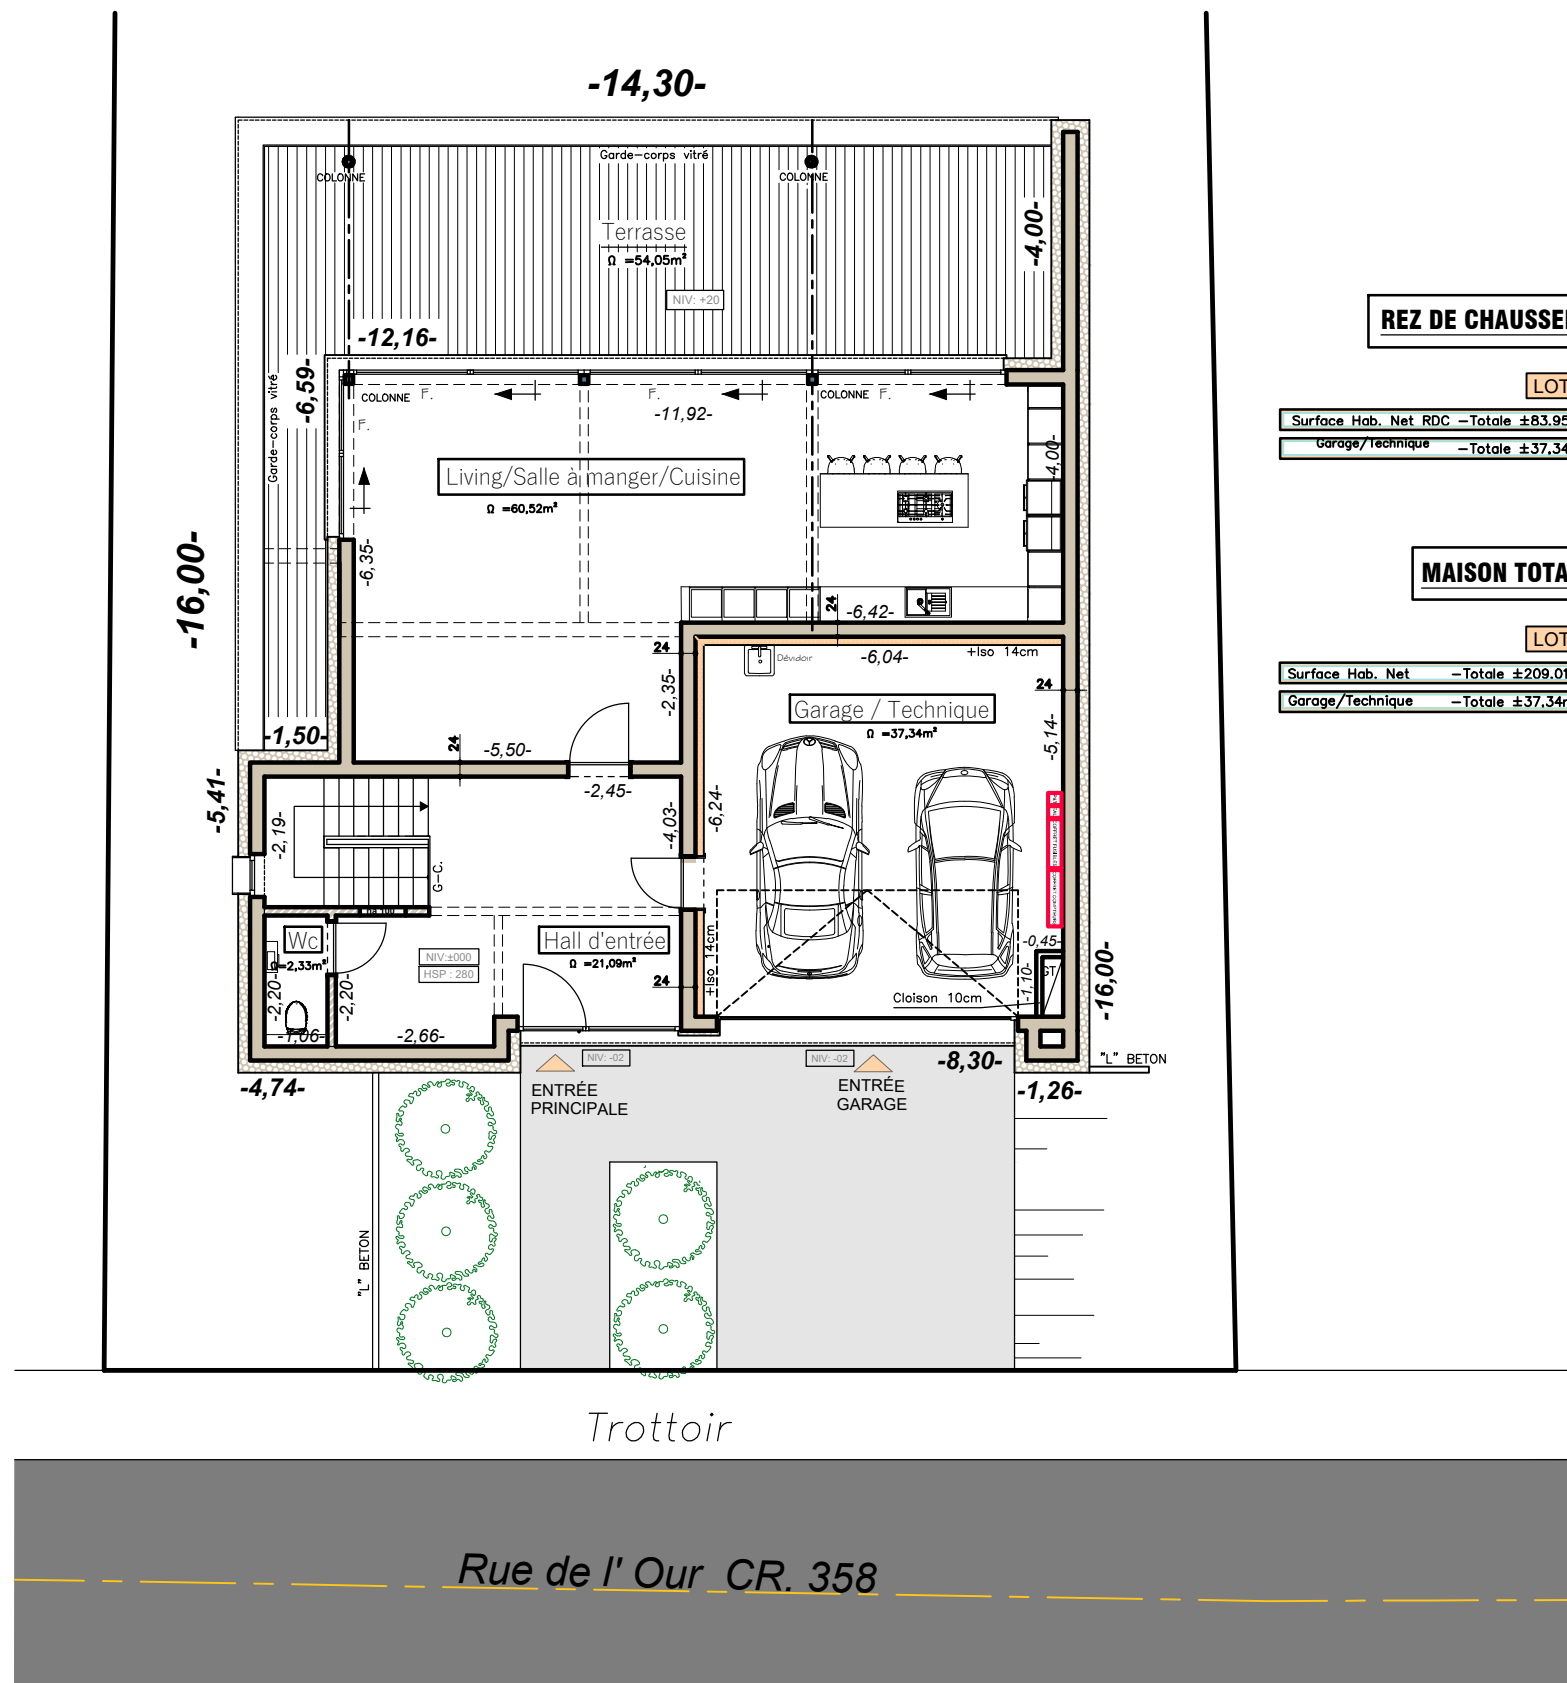 -14,30-
Garde-corps vitré
COLONNE
COLONNE
Terrasse
Ω =54,05m²
-4,00-
NIV: +20
-12,16-
-6,59-
Garde-corps vitré
COLONNE
F.
F.
COLONNE
F.
F.
-11,92-
Living/Salle à manger/Cuisine
Ω =60,52m²
-4,00-
-16,00-
-6,35-
24
-6,42-
24
-6,04-
+Iso 14cm
Dévidoir
-2,35-
24
Garage / Technique
Ω =37,34m²
-5,14-
-1,50-
24
-5,50-
-2,45-
-5,41-
-2,19-
-4,03-
-6,24-
G-C.
Wc
Ω=2,33m²
NIV:±000
HSP : 280
Hall d'entrée
Ω =21,09m²
24
+Iso 14cm
-0,45-
GT
-1,10-
Cloison 10cm
-16,00-
-2,20-
-2,20-
-1,06-
-2,66-
-4,74-
NIV: -02
NIV: -02
-8,30-
"L" BETON
-1,26-
ENTRÉE
PRINCIPALE
ENTRÉE
GARAGE
"L" BETON
Trottoir
Rue de l' Our CR. 358
REZ DE CHAUSSE
LOT
Surface Hab. Net RDC -Totale ±83.95
Garage/Technique -Totale ±37,34
MAISON TOTA
LOT
Surface Hab. Net -Totale ±209.01
Garage/Technique -Totale ±37,34m